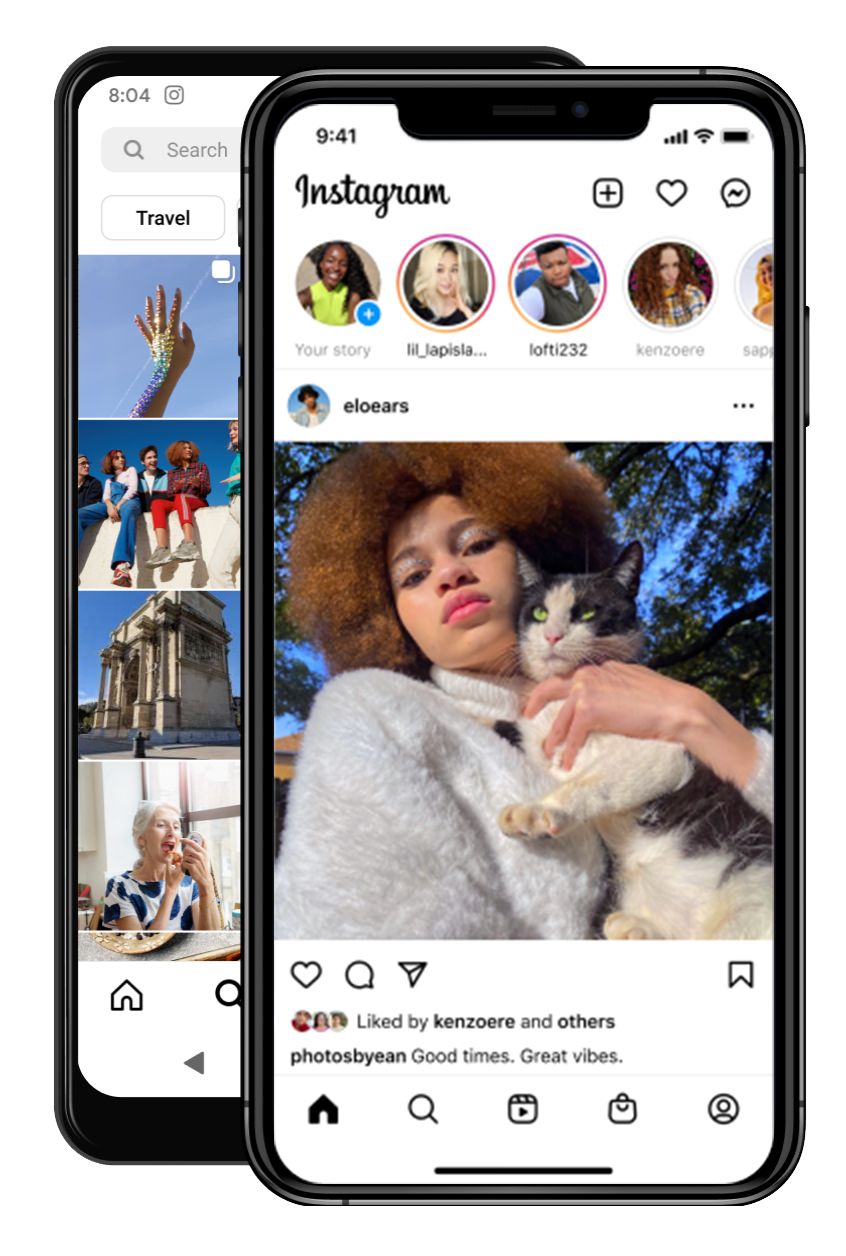 8:04
Search
Travel
9:41
Instagram
Your story
lil_lapisla...
lofti232
kenzoere
sapp
eloears
Liked by kenzoere and others
photosbyean Good times. Great vibes.